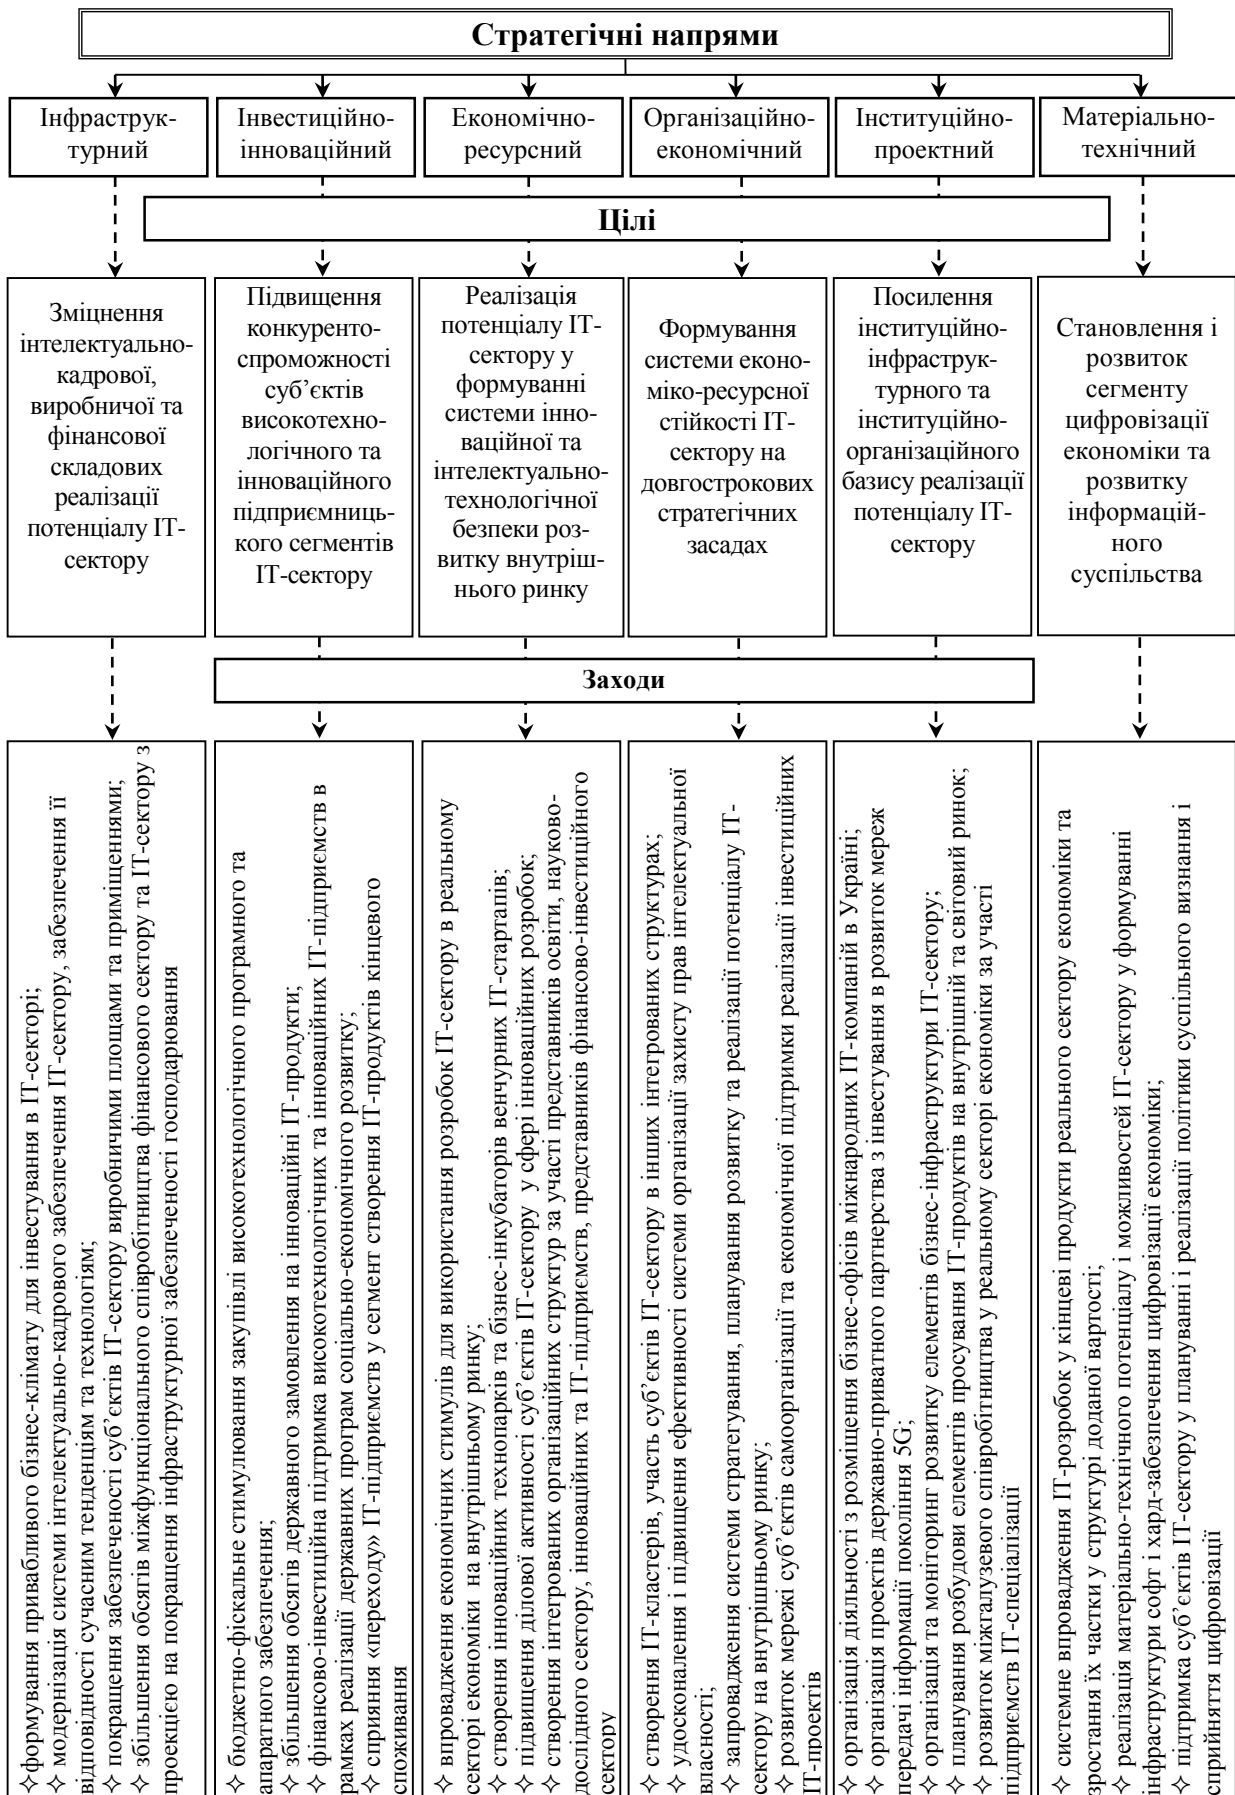 Стратегічні напрями
Інфраструк-
турний
Інвестиційно-
інноваційний
Економічно-
ресурсний
Організаційно-
економічний
Інституційно-
проектний
Матеріально-
технічний
Цілі
Зміцнення
інтелектуально-
кадрової,
виробничої та
фінансової
складових
реалізації
потенціалу ІТ-
сектору
Підвищення
конкуренто-
спроможності
суб’єктів
високотехно-
логічного та
інноваційного
підприємниць-
кого сегментів
ІТ-сектору
Реалізація
потенціалу ІТ-
сектору у
формуванні
системи інно-
ваційної та
інтелектуально-
технологічної
безпеки роз-
витку внутріш-
нього ринку
Формування
системи еконо-
міко-ресурсної
стійкості ІТ-
сектору на
довгострокових
стратегічних
засадах
Посилення
інституційно-
інфраструк-
турного та
інституційно-
організаційного
базису реалізації
потенціалу ІТ-
сектору
Становлення і
розвиток
сегменту
цифровізації
економіки та
розвитку
інформацій-
ного
суспільства
Заходи
✧формування привабливого бізнес-клімату для інвестування в ІТ-секторі;
✧ модернізація системи інтелектуально-кадрового забезпечення ІТ-сектору, забезпечення її
відповідності сучасним тенденціям та технологіям;
✧ покращення забезпеченості суб’єктів ІТ-сектору виробничими площами та приміщеннями;
✧ збільшення обсягів міжфункціонального співробітництва фінансового сектору та ІТ-сектору з
проекцією на покращення інфраструктурної забезпеченості господарювання
✧ бюджетно-фіскальне стимулювання закупівлі високотехнологічного програмного та
апаратного забезпечення;
✧ збільшення обсягів державного замовлення на інноваційні ІТ-продукти;
✧ фінансово-інвестиційна підтримка високотехнологічних та інноваційних ІТ-підприємств в
рамках реалізації державних програм соціально-економічного розвитку;
✧ сприяння «переходу» ІТ-підприємств у сегмент створення ІТ-продуктів кінцевого
споживання
✧ впровадження економічних стимулів для використання розробок ІТ-сектору в реальному
секторі економіки на внутрішньому ринку;
✧ створення інноваційних технопарків та бізнес-інкубаторів венчурних ІТ-стартапів;
✧ підвищення ділової активності суб’єктів ІТ-сектору у сфері інноваційних розробок;
✧ створення інтегрованих організаційних структур за участі представників освіти, науково-
дослідного сектору, інноваційних та ІТ-підприємств, представників фінансово-інвестиційного
сектору
✧ створення ІТ-кластерів, участь суб’єктів ІТ-сектору в інших інтегрованих структурах;
✧ удосконалення і підвищення ефективності системи організації захисту прав інтелектуальної
власності;
✧ запровадження системи стратегування, планування розвитку та реалізації потенціалу ІТ-
сектору на внутрішньому ринку;
✧ розвиток мережі суб’єктів самоорганізації та економічної підтримки реалізації інвестиційних
ІТ-проектів
✧ організація діяльності з розміщення бізнес-офісів міжнародних ІТ-компаній в Україні;
✧ організація проектів державно-приватного партнерства з інвестування в розвиток мереж
передачі інформації покоління 5G;
✧ організація та моніторинг розвитку елементів бізнес-інфраструктури ІТ-сектору;
✧ планування розбудови елементів просування ІТ-продуктів на внутрішній та світовий ринок;
✧ розвиток міжгалузевого співробітництва у реальному секторі економіки за участі
підприємств ІТ-спеціалізації
✧ системне впровадження ІТ-розробок у кінцеві продукти реального сектору економіки та
зростання їх частки у структурі доданої вартості;
✧ реалізація матеріально-технічного потенціалу і можливостей ІТ-сектору у формуванні
інфраструктури софт і хард-забезпечення цифровізації економіки;
✧ підтримка суб’єктів ІТ-сектору у плануванні і реалізації політики суспільного визнання і
сприйняття цифровізації